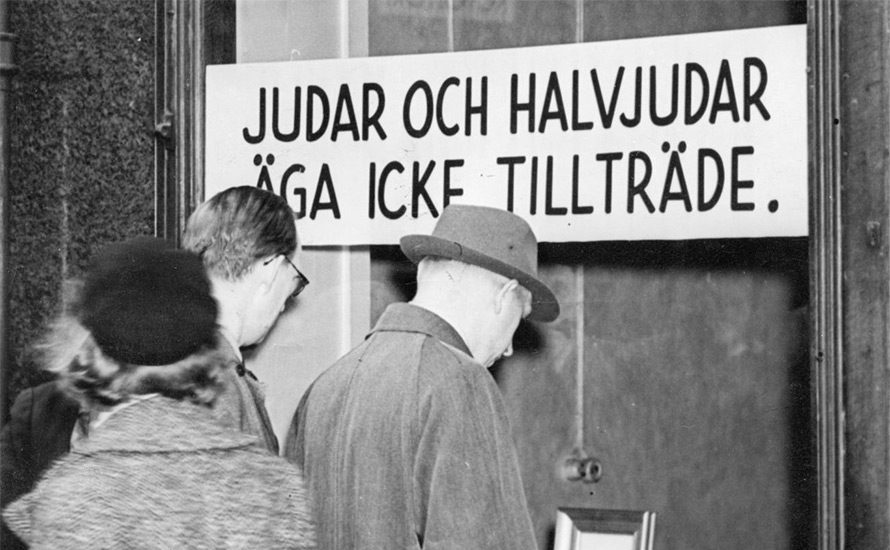 JUDAR OCH HALVJUDAR
ÄGA ICKE TILLTRÄDE.